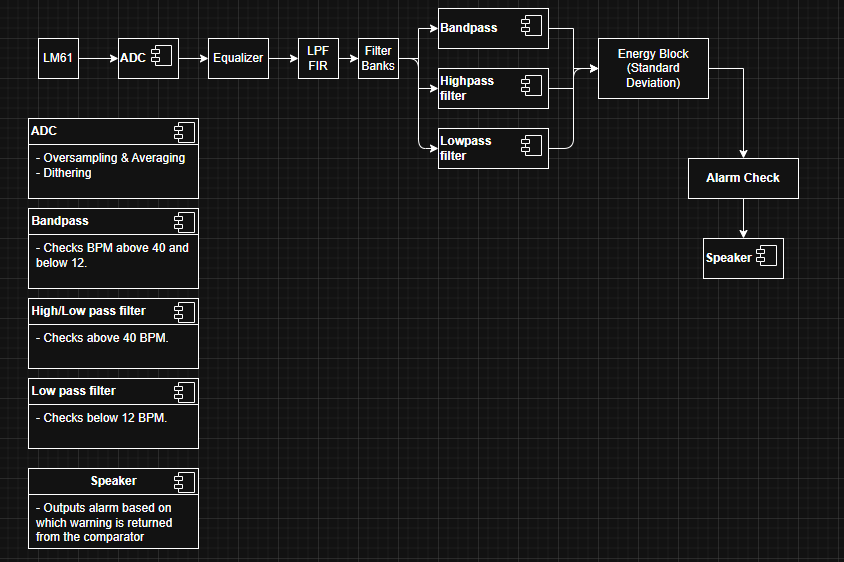 LM61
ADC
Equalizer
LPF
FIR
Filter
Banks
Bandpass
Highpass
filter
Lowpass
filter
Energy Block
(Standard
Deviation)
Alarm Check
Speaker
ADC
- Oversampling & Averaging
- Dithering
Bandpass
- Checks BPM above 40 and
below 12.
High/Low pass filter
- Checks above 40 BPM.
Low pass filter
- Checks below 12 BPM.
Speaker
- Outputs alarm based on
which warning is returned
from the comparator